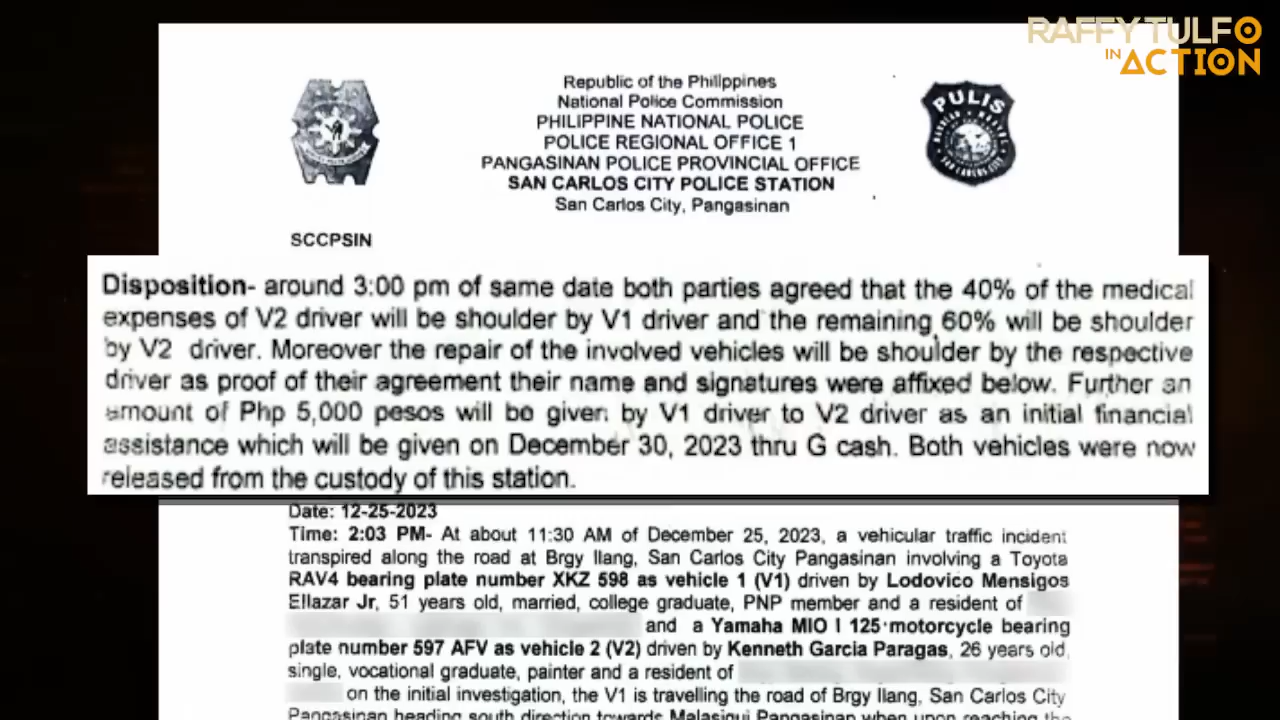 RAFFY TULFO
IN ACTION
Republic of the Philippines
National Police Commission
PHILIPPINE NATIONAL POLICE
POLICE REGIONAL OFFICE 1
PANGASINAN POLICE PROVINCIAL OFFICE
SAN CARLOS CITY POLICE STATION
San Carlos City, Pangasinan
PULIS
SCCPSIN
Disposition- around 3:00 pm of same date both parties agreed that the 40% of the medical
expenses of V2 driver will be shoulder by V1 driver and the remaining 60% will be shoulder
by V2 driver. Moreover the repair of the involved vehicles will be shoulder by the respective
driver as proof of their agreement their name and signatures were affixed below. Further an
amount of Php 5,000 pesos will be given by V1 driver to V2 driver as an initial financial
assistance which will be given on December 30, 2023 thru G cash. Both vehicles were now
released from the custody of this station.
Date: 12-25-2023
Time: 2:03 PM- At about 11:30 AM of December 25, 2023, a vehicular traffic incident
transpired along the road at Brgy Ilang, San Carlos City Pangasinan involving a Toyota
RAV4 bearing plate number XKZ 598 as vehicle 1 (V1) driven by Lodovico Mensigos
Ellazar Jr, 51 years old, married, college graduate, PNP member and a resident of
and a Yamaha MIO I 125 motorcycle bearing
plate number 597 AFV as vehicle 2 (V2) driven by Kenneth Garcia Paragas, 26 years old,
single, vocational graduate, painter and a resident of
on the initial investigation, the V1 is travelling the road of Brgy Ilang, San Carlos City
Pangasinan heading south direction towards Malasiqui Pangasinan when upon reaching the